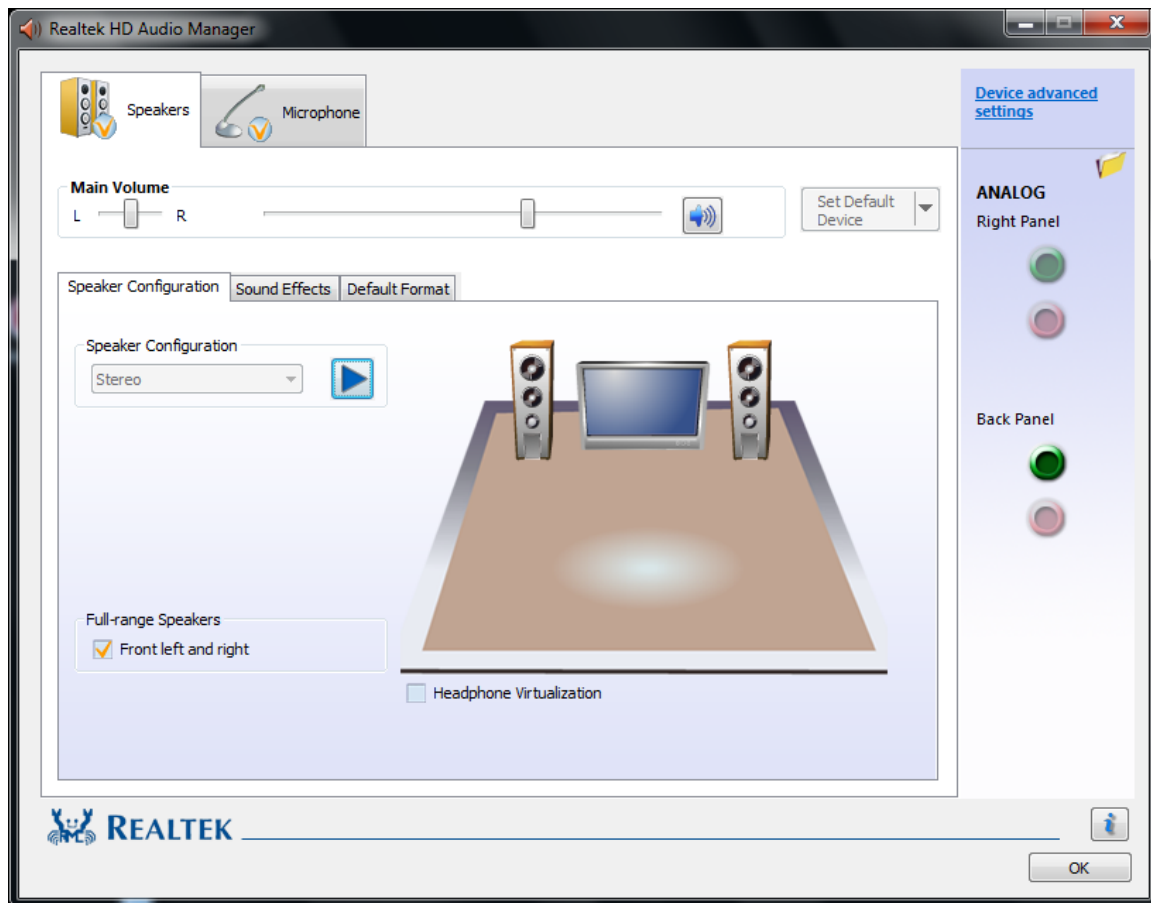 Realtek HD Audio Manager
Speakers
Microphone
Device advanced
settings
Main Volume
L
R
Set Default
Device
ANALOG
Right Panel
Speaker Configuration
Sound Effects
Default Format
Speaker Configuration
Stereo
Back Panel
Full-range Speakers
Front left and right
Headphone Virtualization
REALTEK
i
OK